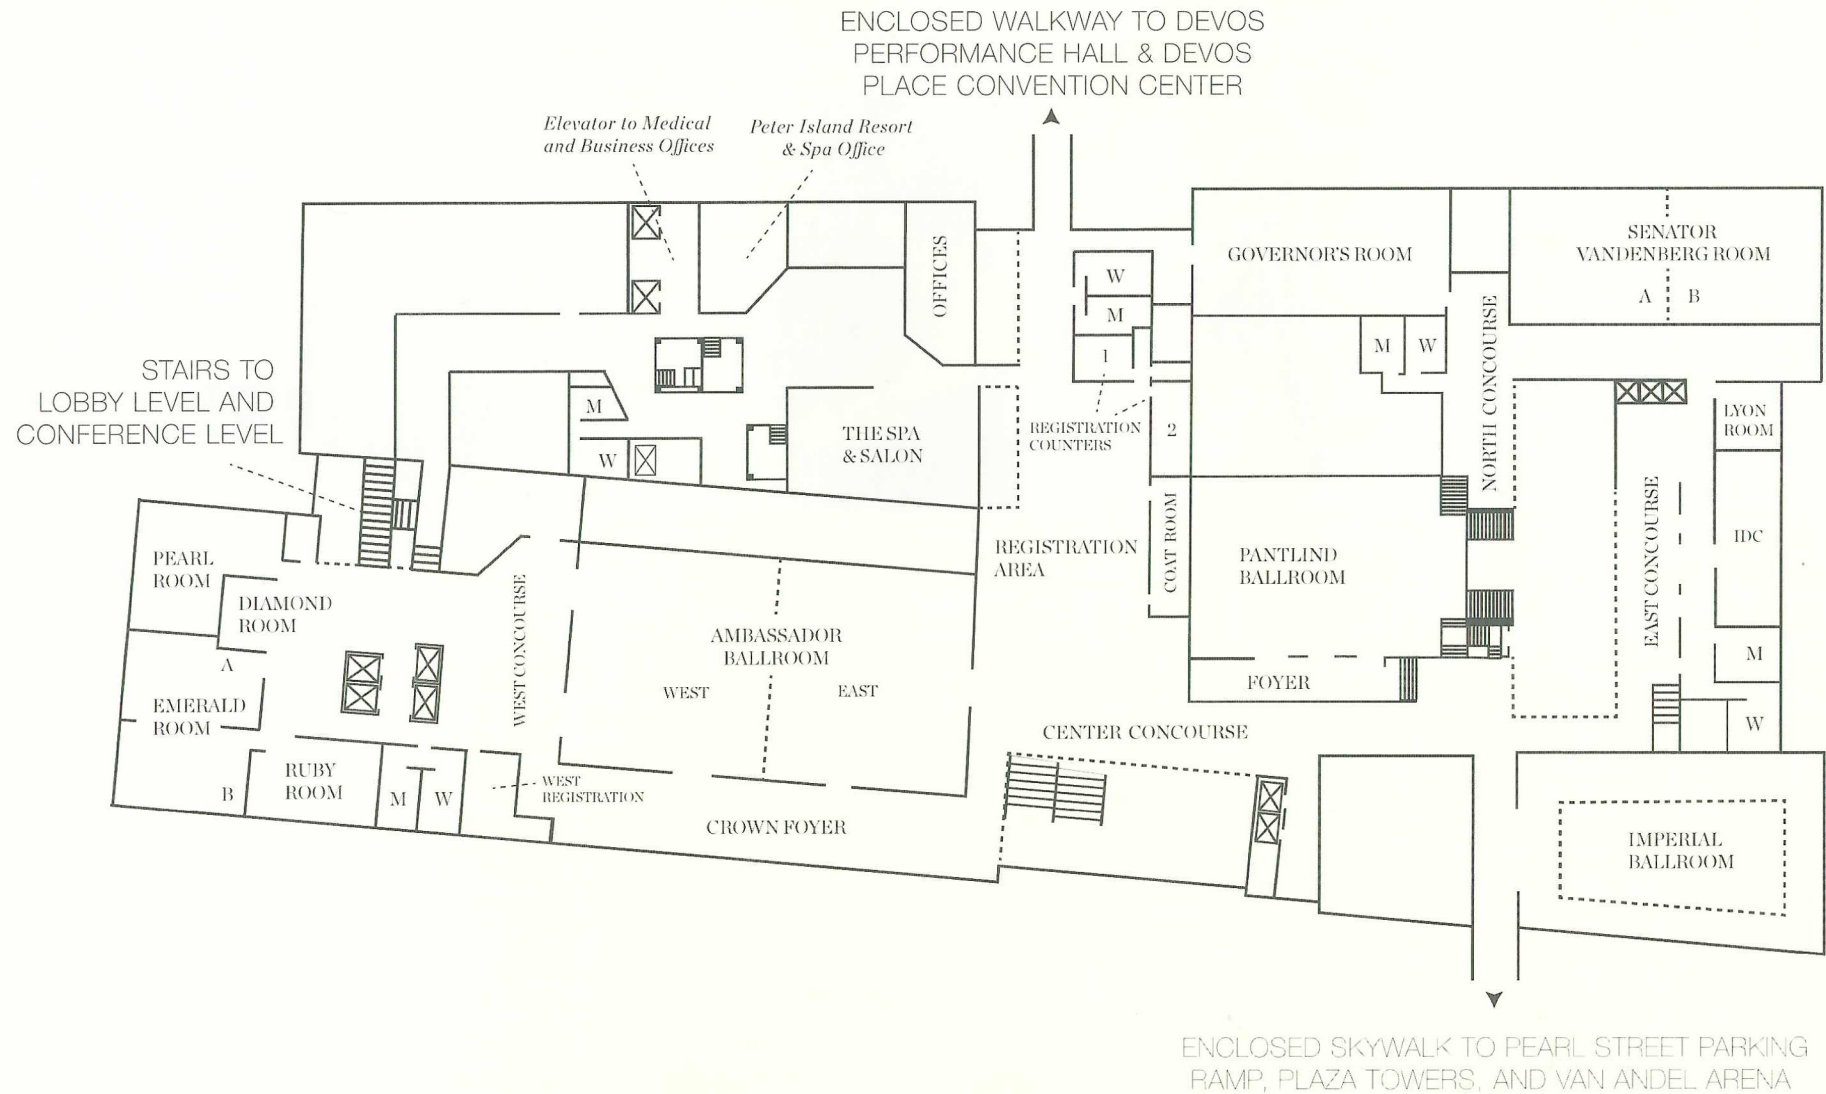 ENCLOSED WALKWAY TO DEVOS
PERFORMANCE HALL & DEVOS
PLACE CONVENTION CENTER
Elevator to Medical
and Business Offices
Peter Island Resort
& Spa Office
OFFICES
W
M
1
GOVERNOR'S ROOM
SENATOR
VANDENBERG ROOM
A
B
STAIRS TO
LOBBY LEVEL AND
CONFERENCE LEVEL
M
W
THE SPA
& SALON
REGISTRATION
COUNTERS
2
M
W
NORTH CONCOURSE
LYON
ROOM
PEARL
ROOM
DIAMOND
ROOM
WEST CONCOURSE
REGISTRATION
AREA
COAT ROOM
PANTLIND
BALLROOM
EAST CONCOURSE
IDC
AMBASSADOR
BALLROOM
WEST
EAST
A
EMERALD
ROOM
B
FOYER
M
W
CENTER CONCOURSE
RUBY
ROOM
M
W
WEST
REGISTRATION
CROWN FOYER
IMPERIAL
BALLROOM
ENCLOSED SKYWALK TO PEARL STREET PARKING
RAMP, PLAZA TOWERS, AND VAN ANDEL ARENA